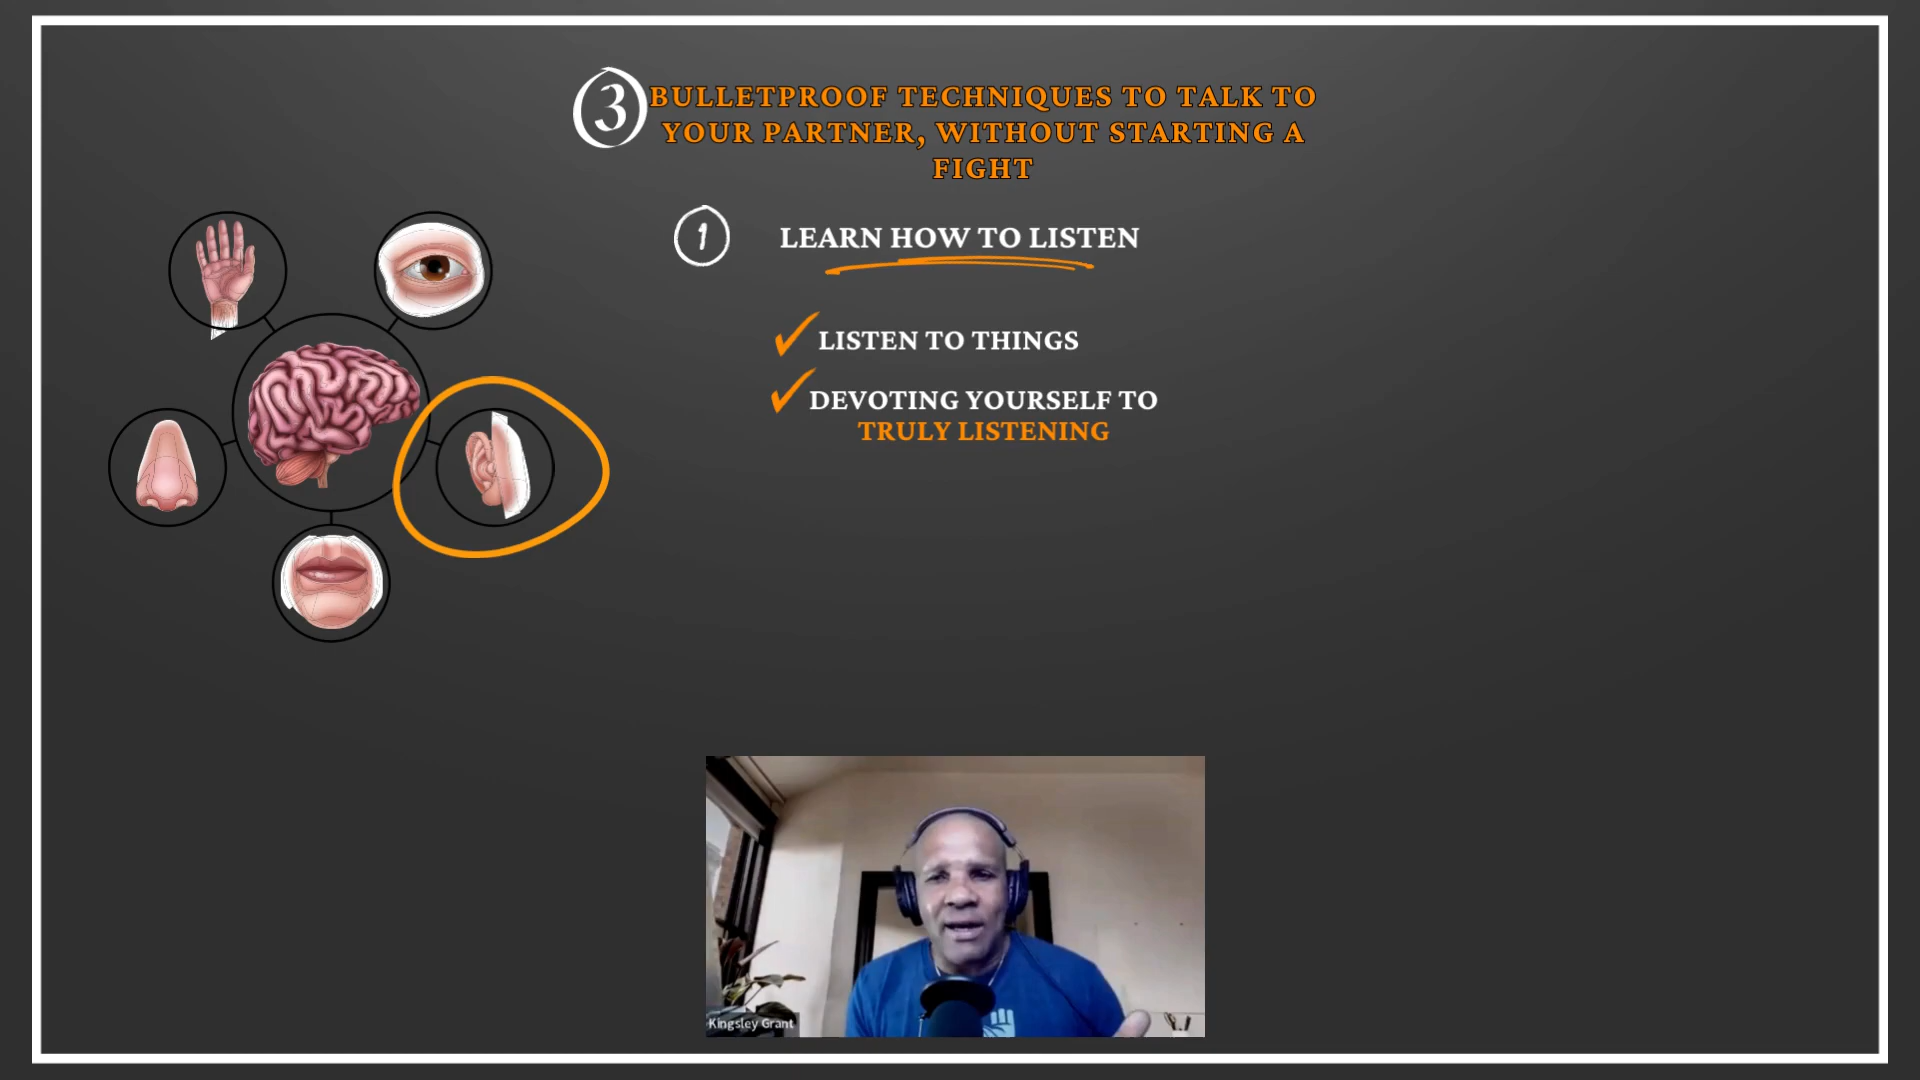 3
BULLETPROOF TECHNIQUES TO TALK TO
YOUR PARTNER, WITHOUT STARTING A
FIGHT
1
LEARN HOW TO LISTEN
LISTEN TO THINGS
DEVOTING YOURSELF TO
TRULY LISTENING
Kingsley Grant